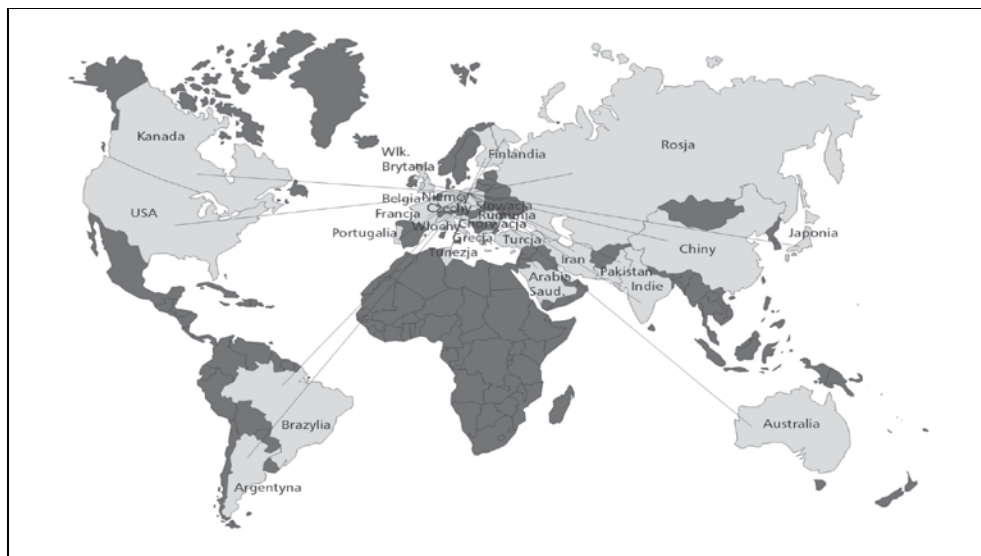 Kanada
USA
Wlk.
Brytania
Belgia
Francja
Portugalia
Niemcy
Czechy
Słowacja
Rumunia
Chorwacja
Włochy
Grecja
Turcja
Tunezja
Finlandia
Rosja
Iran
Arabia
Saud.
Pakistan
Indie
Chiny
Japonia
Brazylia
Argentyna
Australia